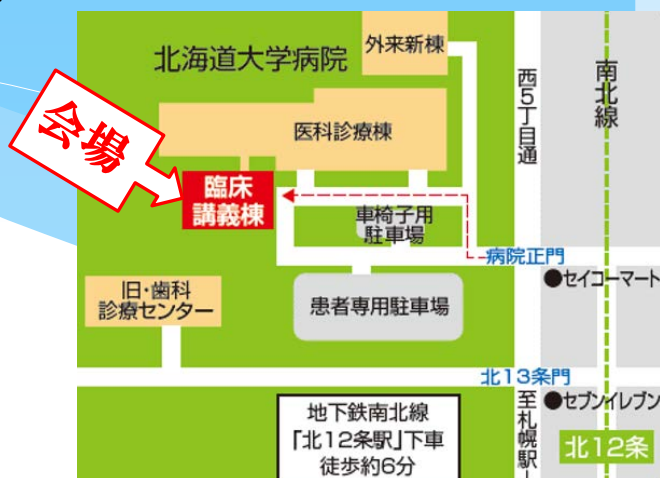 北海道大学病院
外来新棟
西5丁目通
南北線
会場
医科診療棟
臨床
講義棟
車椅子用
駐車場
病院正門
●セイコーマート
旧・歯科
診療センター
患者専用駐車場
北13条門
至札幌駅
●セブンイレブン
地下鉄南北線
「北12条駅」下車
徒歩約6分
北12条